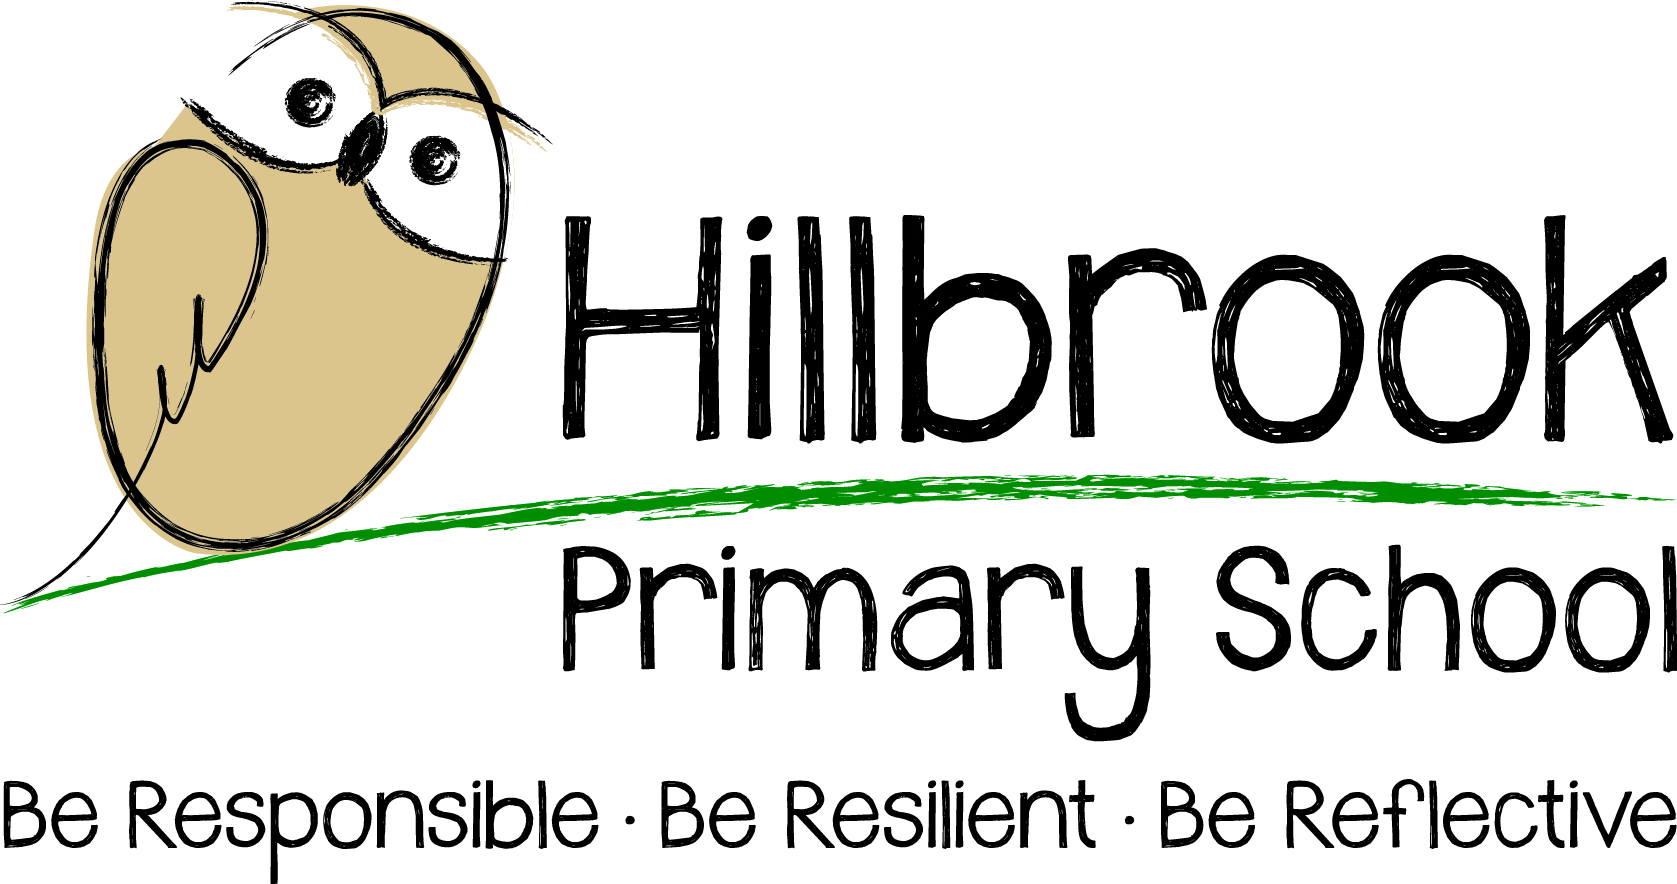 Hillbrook
Primary School
Be Responsible · Be Resilient · Be Reflective